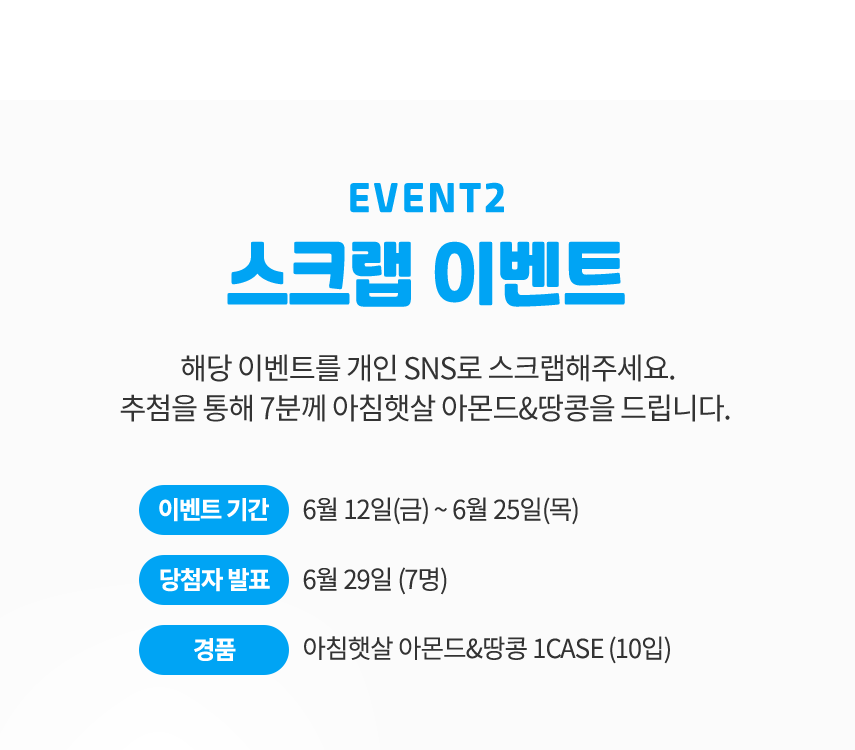 EVENT2
스크랩 이벤트
해당 이벤트를 개인 SNS로 스크랩해주세요.
추첨을 통해 7분께 아침햇살 아몬드&땅콩을 드립니다.
이벤트 기간 6월 12일(금) ~ 6월 25일(목)
당첨자 발표 6월 29일 (7명)
경품 아침햇살 아몬드&땅콩 1CASE (10입)